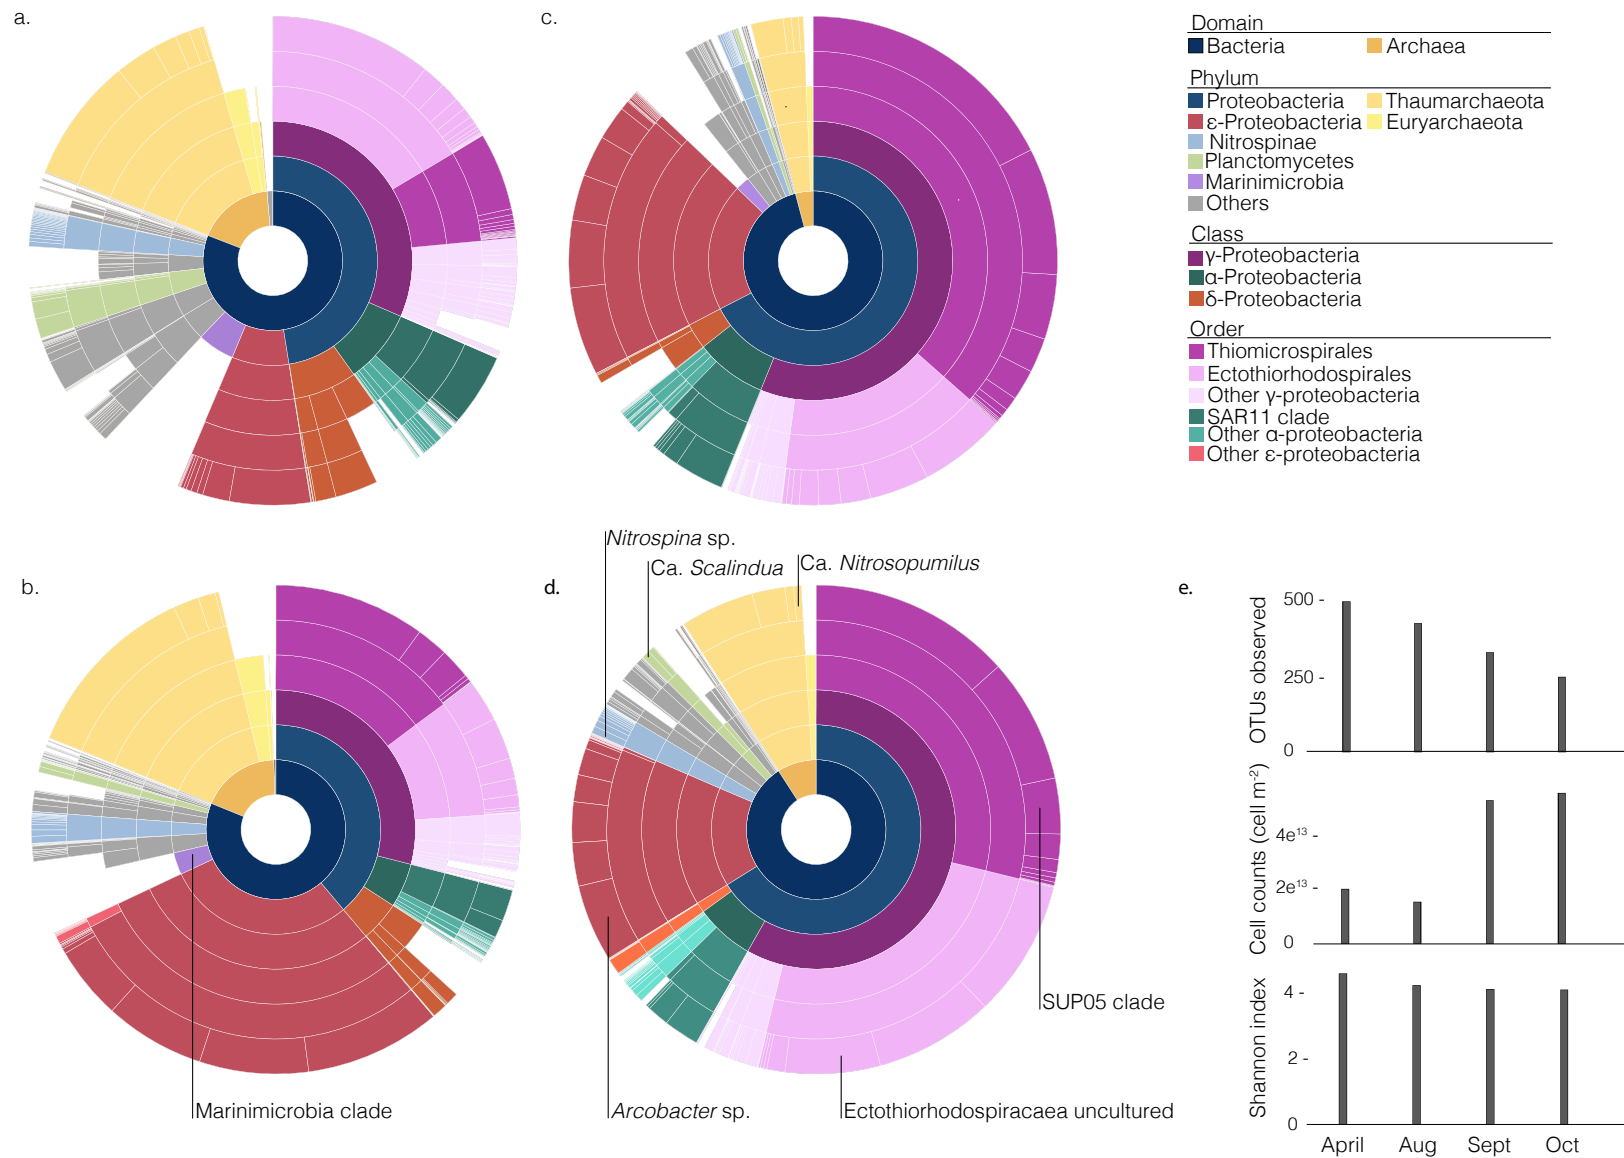 a.
c.
Domain
Bacteria
Archaea
Phylum
Proteobacteria
Thaumarchaeota
ε-Proteobacteria
Euryarchaeota
Nitrospinae
Planctomycetes
Marinimicrobia
Others
Class
γ-Proteobacteria
α-Proteobacteria
δ-Proteobacteria
Order
Thiomicrospirales
Ectothiorhodospirales
Other γ-proteobacteria
SAR11 clade
Other α-proteobacteria
Other ε-proteobacteria
Nitrospina sp.
Ca. Scalindua
Ca. Nitrosopumilus
b.
d.
e.
SUP05 clade
Marinimicrobia clade
Arcobacter sp.
Ectothiorhodospiracaea uncultured
OTUs observed
500 -
250 -
0
Cell counts (cell m⁻²)
4e¹³ -
2e¹³ -
0
Shannon index
4 -
2 -
0
April
Aug
Sept
Oct